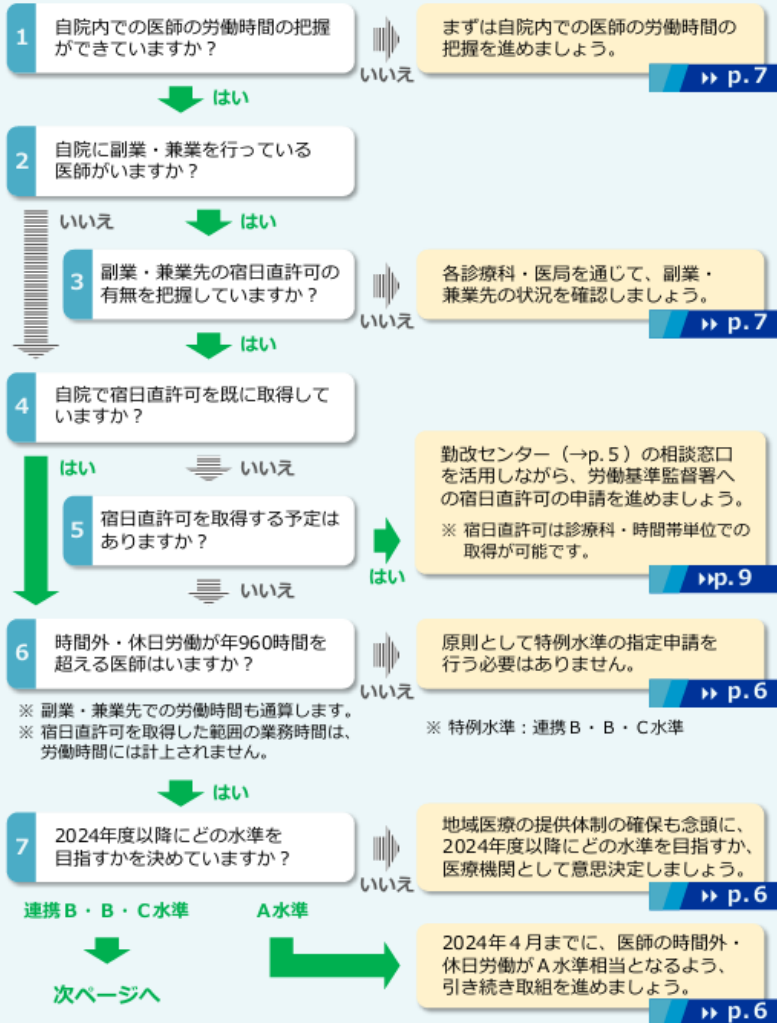 1
自院内での医師の労働時間の把握
ができていますか？
いいえ
まずは自院内での医師の労働時間の
把握を進めましょう。
p.7
はい
2
自院に副業・兼業を行っている
医師がいますか？
いいえ
はい
3
副業・兼業先の宿日直許可の
有無を把握していますか？
いいえ
各診療科・医局を通じて、副業・
兼業先の状況を確認しましょう。
p.7
はい
4
自院で宿日直許可を既に取得して
いますか？
はい
いいえ
5
宿日直許可を取得する予定は
ありますか？
はい
勤改センター（→p.５）の相談窓口
を活用しながら、労働基準監督署へ
の宿日直許可の申請を進めましょう。
※ 宿日直許可は診療科・時間帯単位での
取得が可能です。
p.9
いいえ
6
時間外・休日労働が年960時間を
超える医師はいますか？
いいえ
原則として特例水準の指定申請を
行う必要はありません。
p.6
※ 副業・兼業先での労働時間も通算します。
※ 宿日直許可を取得した範囲の業務時間は、
労働時間には計上されません。
※ 特例水準：連携Ｂ・Ｂ・Ｃ水準
はい
7
2024年度以降にどの水準を
目指すかを決めていますか？
いいえ
地域医療の提供体制の確保も念頭に、
2024年度以降にどの水準を目指すか、
医療機関として意思決定しましょう。
p.6
連携Ｂ・Ｂ・Ｃ水準
Ａ水準
次ページへ
2024年４月までに、医師の時間外・
休日労働がＡ水準相当となるよう、
引き続き取組を進めましょう。
p.6